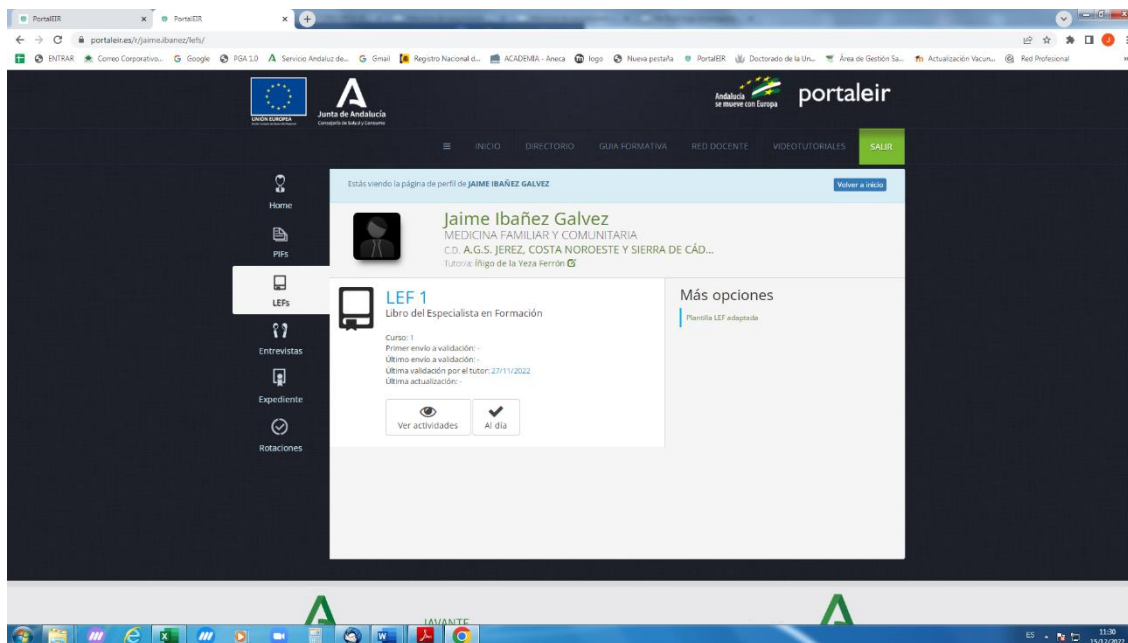 PortalEIR
PortalEIR
portaleir.es/r/jaime.ibanez/lefs/
ENTRAR Correo Corporativo... Google PGA 1.0 Servicio Andaluz de... Gmail Registro Nacional d... ACADEMIA - Aneca logo Nueva pestaña PortalEIR Doctorado de la Un... Área de Gestión Sa... Actualización Vacun... Red Profesional
UNIÓN EUROPEA
Junta de Andalucía
Consejería de Salud y Consumo
Andalucía
se mueve con Europa
portaleir
INICIO DIRECTORIO GUIA FORMATIVA RED DOCENTE VIDEOTUTORIALES SALIR
Home
PIFs
LEFs
Entrevistas
Expediente
Rotaciones
Estás viendo la página de perfil de JAIME IBAÑEZ GALVEZ
Volver a inicio
Jaime Ibañez Galvez
MEDICINA FAMILIAR Y COMUNITARIA
C.D. A.G.S. JEREZ, COSTA NOROESTE Y SIERRA DE CÁD...
Tutor/a: Íñigo de la Yeza Ferrón
LEF 1
Libro del Especialista en Formación
Curso: 1
Primer envío a validación: -
Último envío a validación: -
Última validación por el tutor: 27/11/2022
Última actualización: -
Ver actividades
Al día
Más opciones
Plantilla LEF adaptada
IAVANTE
ES
11:30
15/12/2022